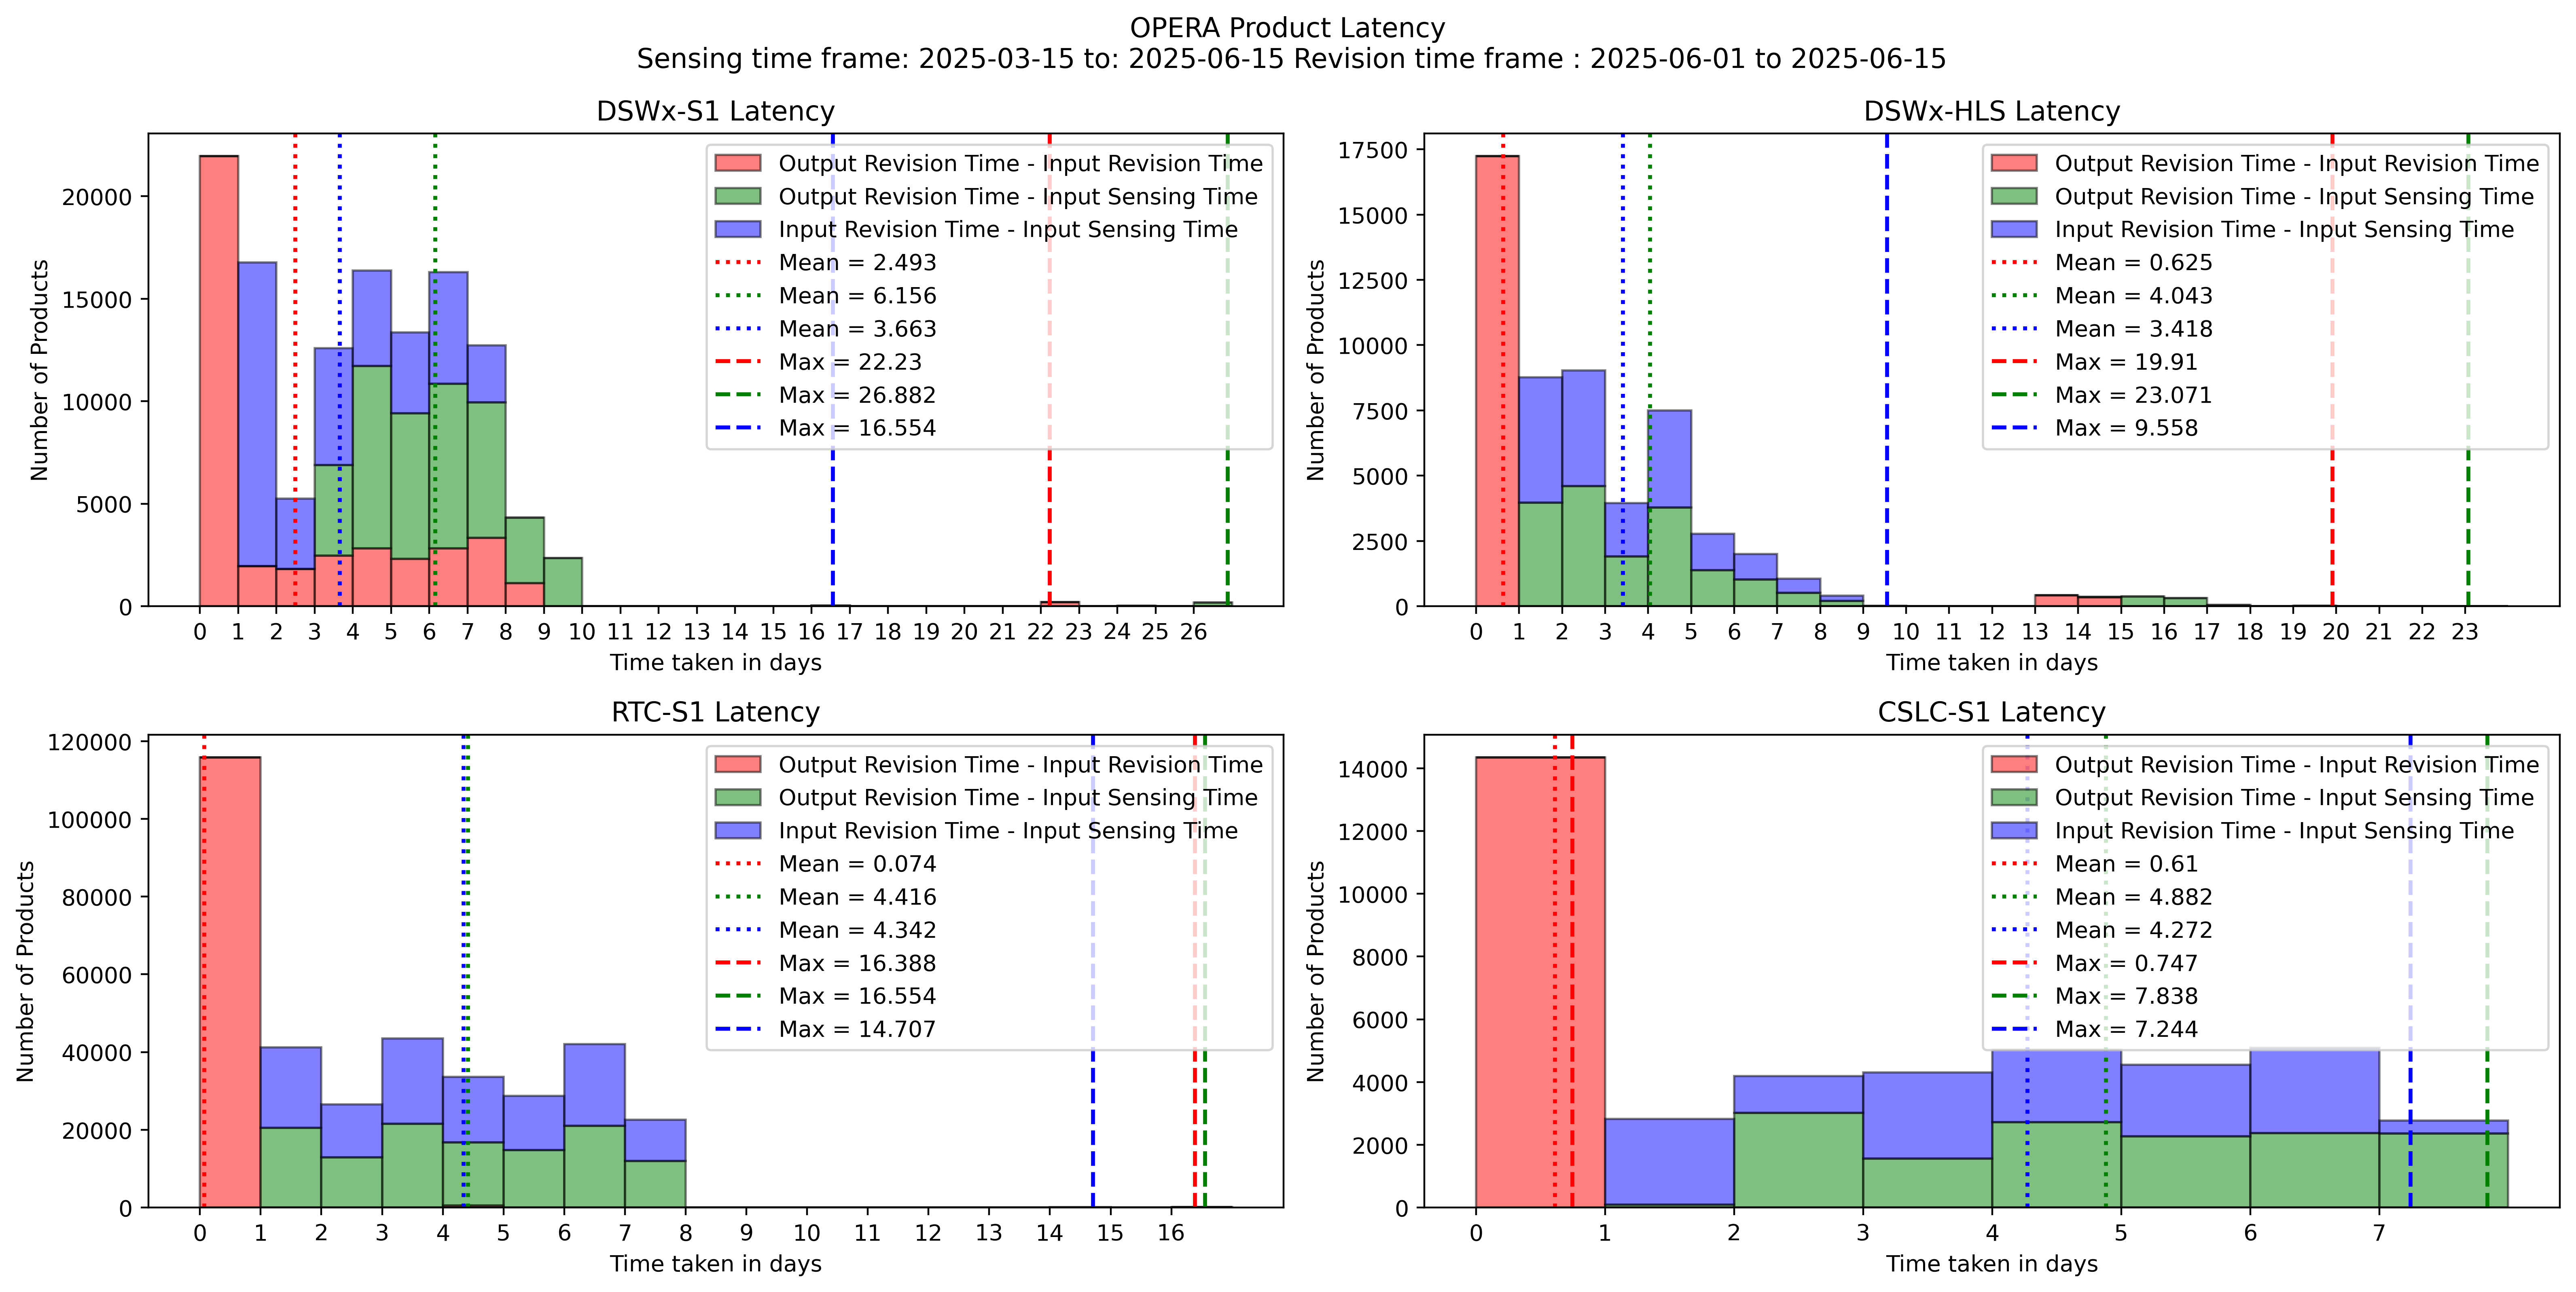 OPERA Product Latency
Sensing time frame: 2025-03-15 to: 2025-06-15 Revision time frame : 2025-06-01 to 2025-06-15
DSWx-S1 Latency
Number of Products
20000
15000
10000
5000
0
Output Revision Time - Input Revision Time
Output Revision Time - Input Sensing Time
Input Revision Time - Input Sensing Time
Mean = 2.493
Mean = 6.156
Mean = 3.663
Max = 22.23
Max = 26.882
Max = 16.554
0 1 2 3 4 5 6 7 8 9 10 11 12 13 14 15 16 17 18 19 20 21 22 23 24 25 26
Time taken in days
DSWx-HLS Latency
Number of Products
17500
15000
12500
10000
7500
5000
2500
0
Output Revision Time - Input Revision Time
Output Revision Time - Input Sensing Time
Input Revision Time - Input Sensing Time
Mean = 0.625
Mean = 4.043
Mean = 3.418
Max = 19.91
Max = 23.071
Max = 9.558
0 1 2 3 4 5 6 7 8 9 10 11 12 13 14 15 16 17 18 19 20 21 22 23
Time taken in days
RTC-S1 Latency
Number of Products
120000
100000
80000
60000
40000
20000
0
Output Revision Time - Input Revision Time
Output Revision Time - Input Sensing Time
Input Revision Time - Input Sensing Time
Mean = 0.074
Mean = 4.416
Mean = 4.342
Max = 16.388
Max = 16.554
Max = 14.707
0 1 2 3 4 5 6 7 8 9 10 11 12 13 14 15 16
Time taken in days
CSLC-S1 Latency
Number of Products
14000
12000
10000
8000
6000
4000
2000
0
Output Revision Time - Input Revision Time
Output Revision Time - Input Sensing Time
Input Revision Time - Input Sensing Time
Mean = 0.61
Mean = 4.882
Mean = 4.272
Max = 0.747
Max = 7.838
Max = 7.244
0 1 2 3 4 5 6 7
Time taken in days